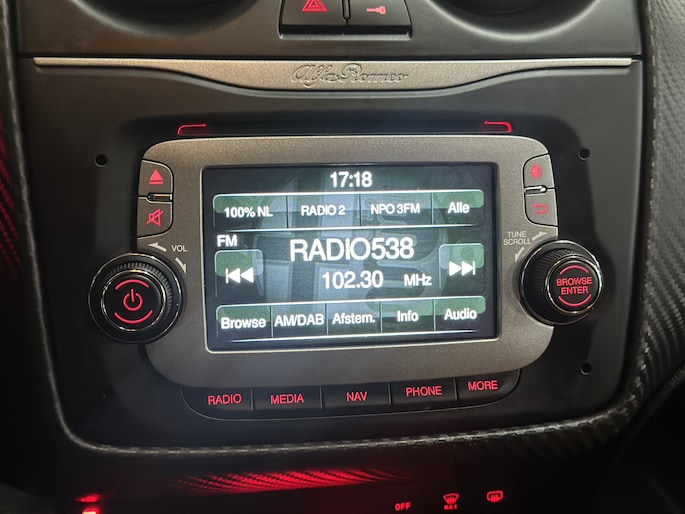 Alfa Romeo
17:18
100% NL RADIO 2 NPO 3FM Alle
VOL
TUNE
SCROLL
FM
RADIO538
102.30 MHz
BROWSE
ENTER
Browse AM/DAB Afstem. Info Audio
RADIO MEDIA NAV PHONE MORE
OFF
MAX